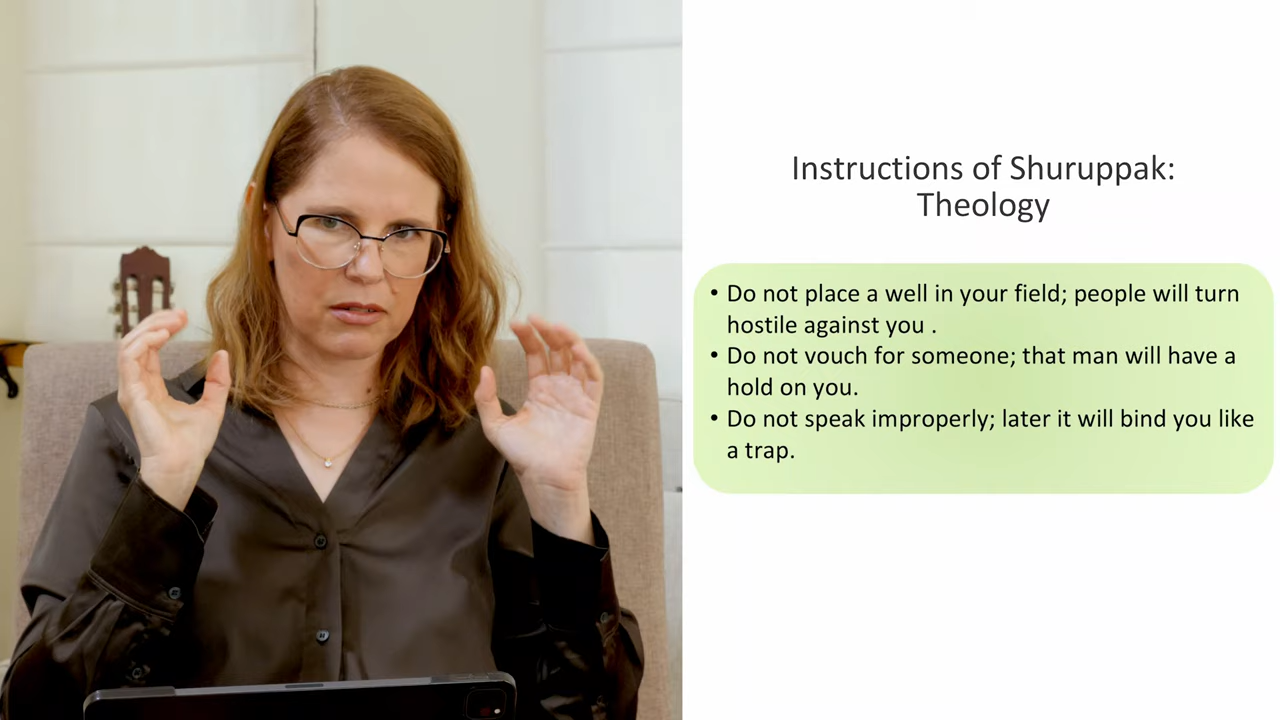 Instructions of Shuruppak:
Theology
• Do not place a well in your field; people will turn
hostile against you .
• Do not vouch for someone; that man will have a
hold on you.
• Do not speak improperly; later it will bind you like
a trap.